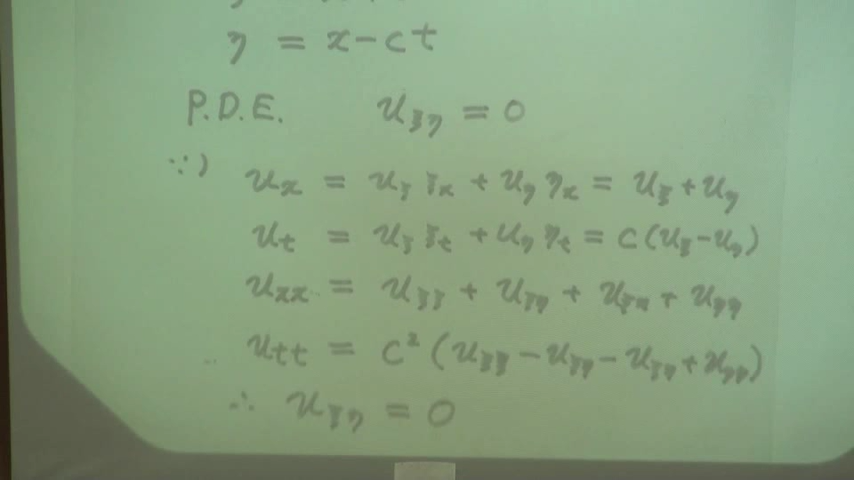 η = x - ct
P.D.E. u_ξη = 0
∵) u_x = u_ξ ξ_x + u_η η_x = u_ξ + u_η
u_t = u_ξ ξ_t + u_η η_t = c(u_ξ - u_η)
u_xx = u_ξξ + u_ξη + u_ξη + u_ηη
u_tt = c² (u_ξξ - u_ξη - u_ξη + u_ηη)
∴ u_ξη = 0